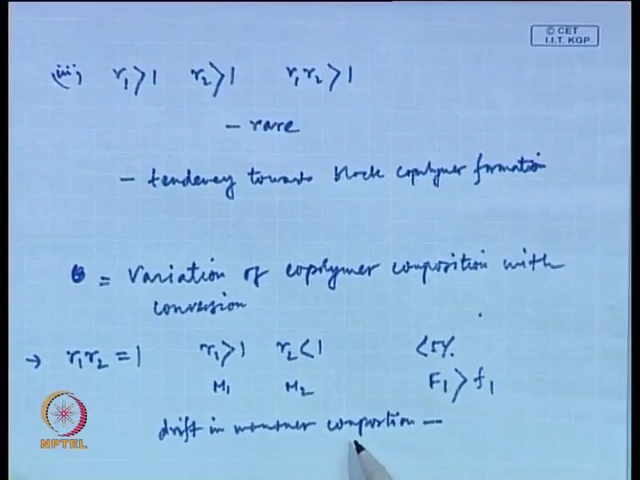 © CET
I.I.T. KGP
(iii) r₁ > 1 r₂ > 1 r₁r₂ > 1
- rare
- tendency towards block copolymer formation
= Variation of copolymer composition with
conversion
→ r₁r₂ = 1 r₁ > 1 r₂ < 1 < 5%
M₁ M₂ F₁ > f₁
drift in monomer composition —
NPTEL